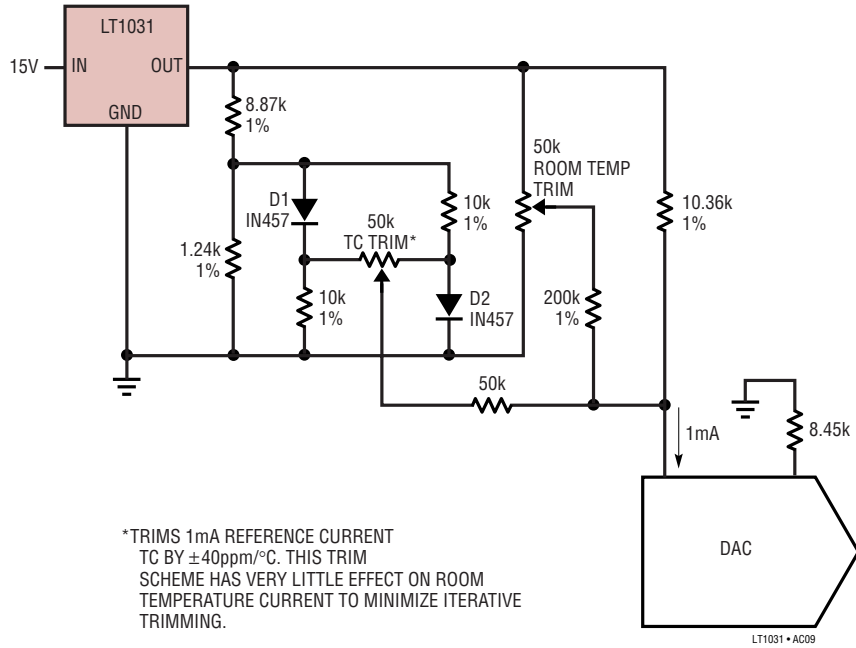 LT1031
15V
IN
OUT
GND
8.87k
1%
50k
ROOM TEMP
TRIM
D1
IN457
50k
TC TRIM*
10k
1%
10.36k
1%
1.24k
1%
10k
1%
D2
IN457
200k
1%
50k
1mA
8.45k
DAC
*TRIMS 1mA REFERENCE CURRENT
TC BY ±40ppm/°C. THIS TRIM
SCHEME HAS VERY LITTLE EFFECT ON ROOM
TEMPERATURE CURRENT TO MINIMIZE ITERATIVE
TRIMMING.
LT1031 • AC09